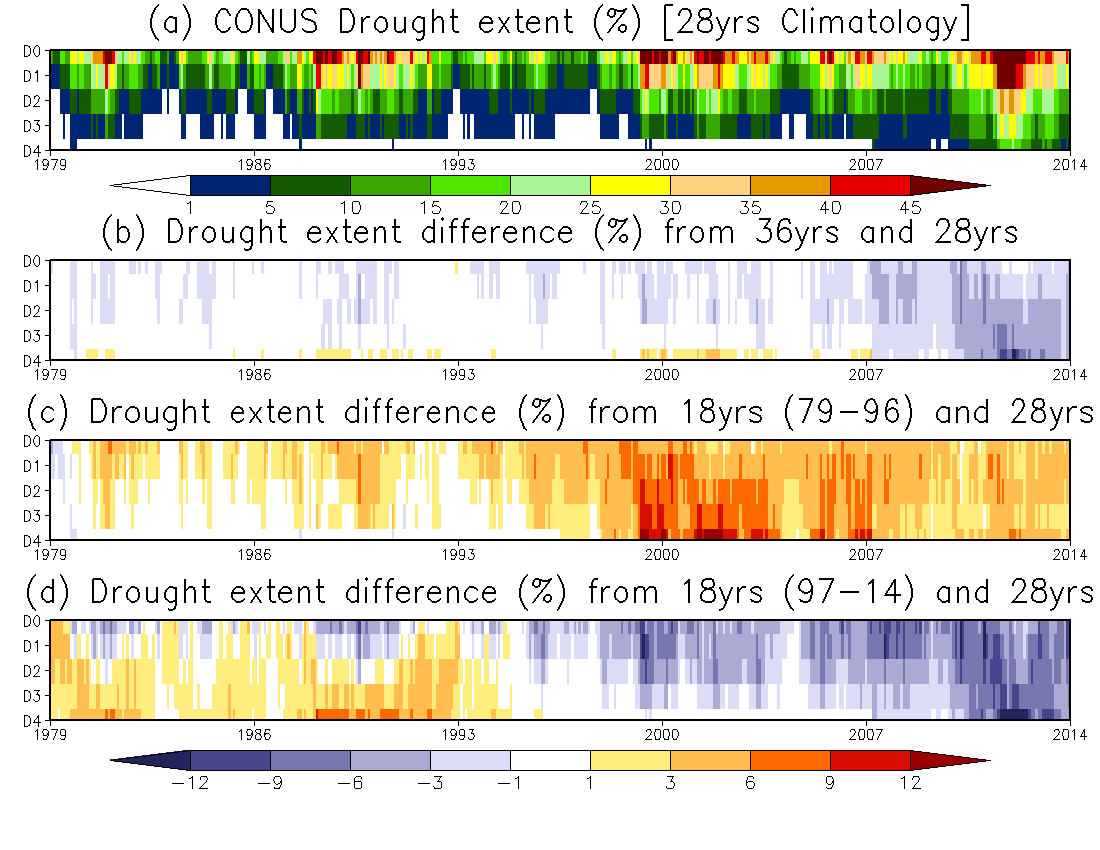 (a) CONUS Drought extent (%) [28yrs Climatology]
D0
D1
D2
D3
D4
1979 1986 1993 2000 2007 2014
1 5 10 15 20 25 30 35 40 45
(b) Drought extent difference (%) from 36yrs and 28yrs
D0
D1
D2
D3
D4
1979 1986 1993 2000 2007 2014
(c) Drought extent difference (%) from 18yrs (79-96) and 28yrs
D0
D1
D2
D3
D4
1979 1986 1993 2000 2007 2014
(d) Drought extent difference (%) from 18yrs (97-14) and 28yrs
D0
D1
D2
D3
D4
1979 1986 1993 2000 2007 2014
-12 -9 -6 -3 -1 1 3 6 9 12